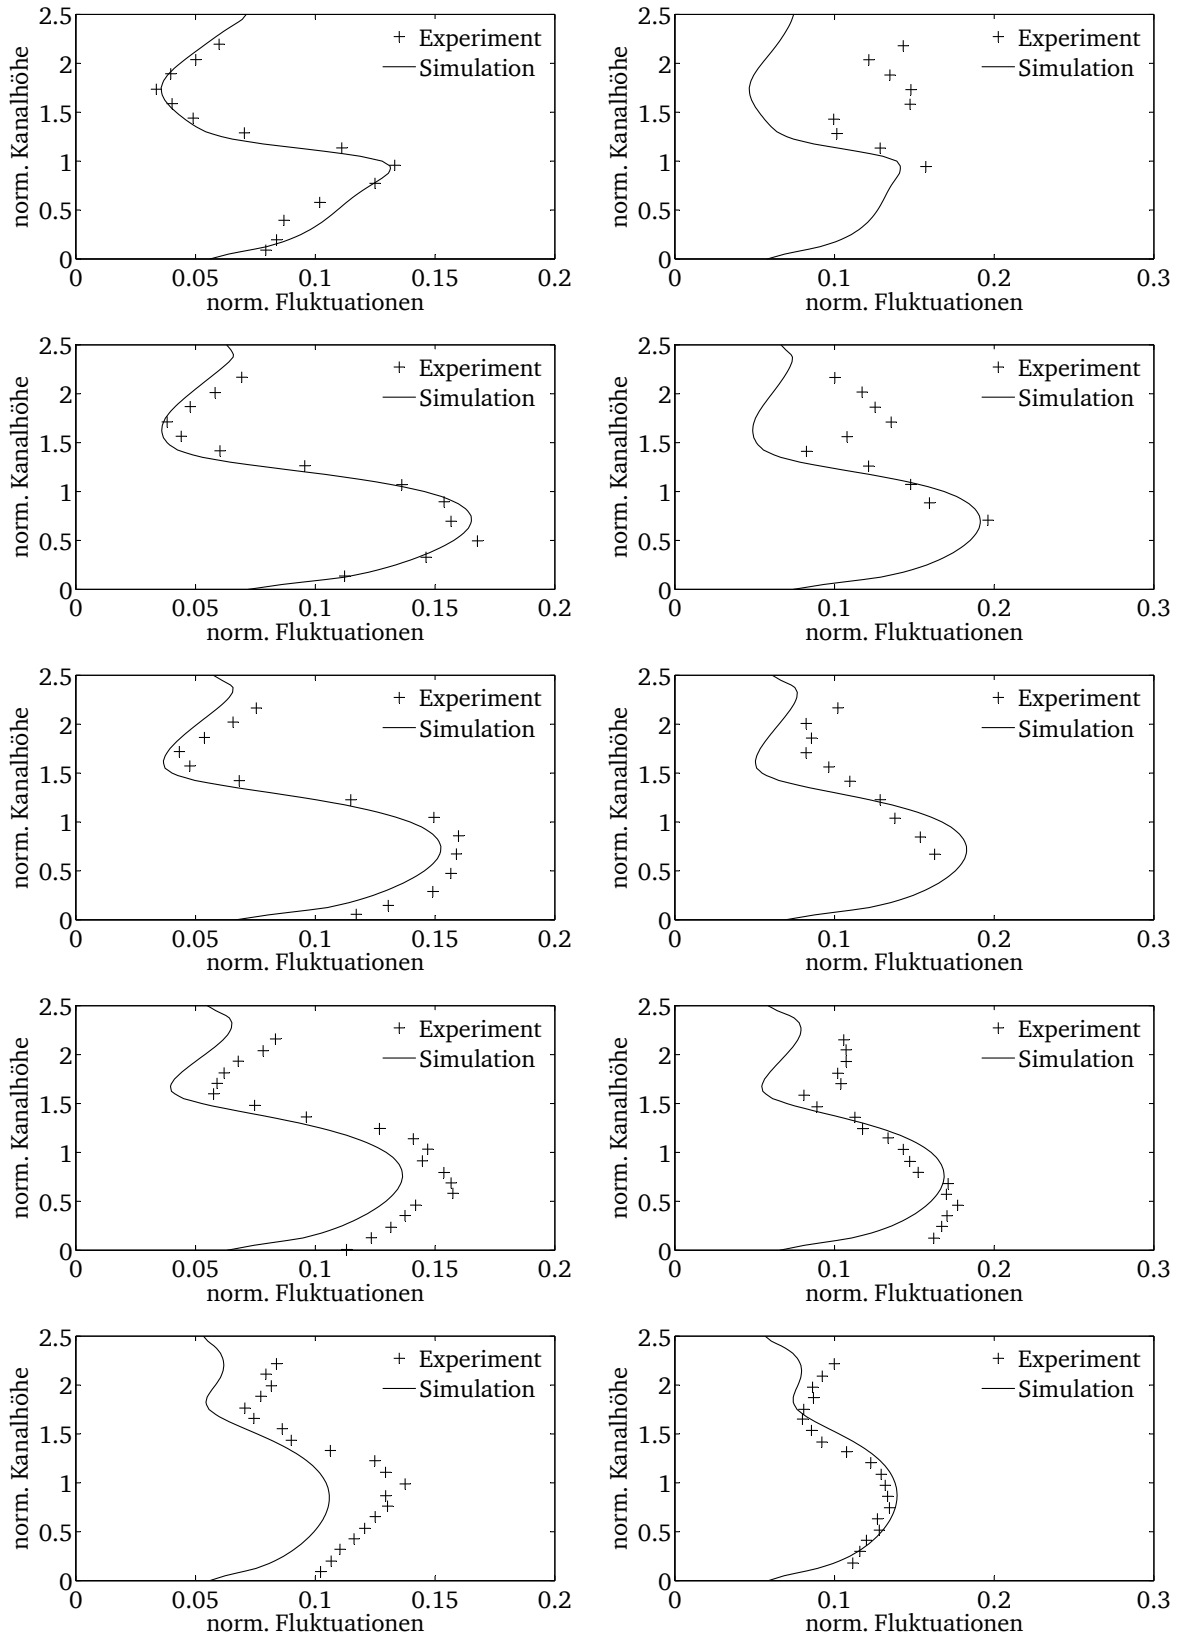 2.5
2
1.5
1
0.5
0
norm. Kanalhöhe
Experiment
Simulation
0 0.05 0.1 0.15 0.2
norm. Fluktuationen
2.5
2
1.5
1
0.5
0
norm. Kanalhöhe
Experiment
Simulation
0 0.1 0.2 0.3
norm. Fluktuationen
2.5
2
1.5
1
0.5
0
norm. Kanalhöhe
Experiment
Simulation
0 0.05 0.1 0.15 0.2
norm. Fluktuationen
2.5
2
1.5
1
0.5
0
norm. Kanalhöhe
Experiment
Simulation
0 0.1 0.2 0.3
norm. Fluktuationen
2.5
2
1.5
1
0.5
0
norm. Kanalhöhe
Experiment
Simulation
0 0.05 0.1 0.15 0.2
norm. Fluktuationen
2.5
2
1.5
1
0.5
0
norm. Kanalhöhe
Experiment
Simulation
0 0.1 0.2 0.3
norm. Fluktuationen
2.5
2
1.5
1
0.5
0
norm. Kanalhöhe
Experiment
Simulation
0 0.05 0.1 0.15 0.2
norm. Fluktuationen
2.5
2
1.5
1
0.5
0
norm. Kanalhöhe
Experiment
Simulation
0 0.1 0.2 0.3
norm. Fluktuationen
2.5
2
1.5
1
0.5
0
norm. Kanalhöhe
Experiment
Simulation
0 0.05 0.1 0.15 0.2
norm. Fluktuationen
2.5
2
1.5
1
0.5
0
norm. Kanalhöhe
Experiment
Simulation
0 0.1 0.2 0.3
norm. Fluktuationen